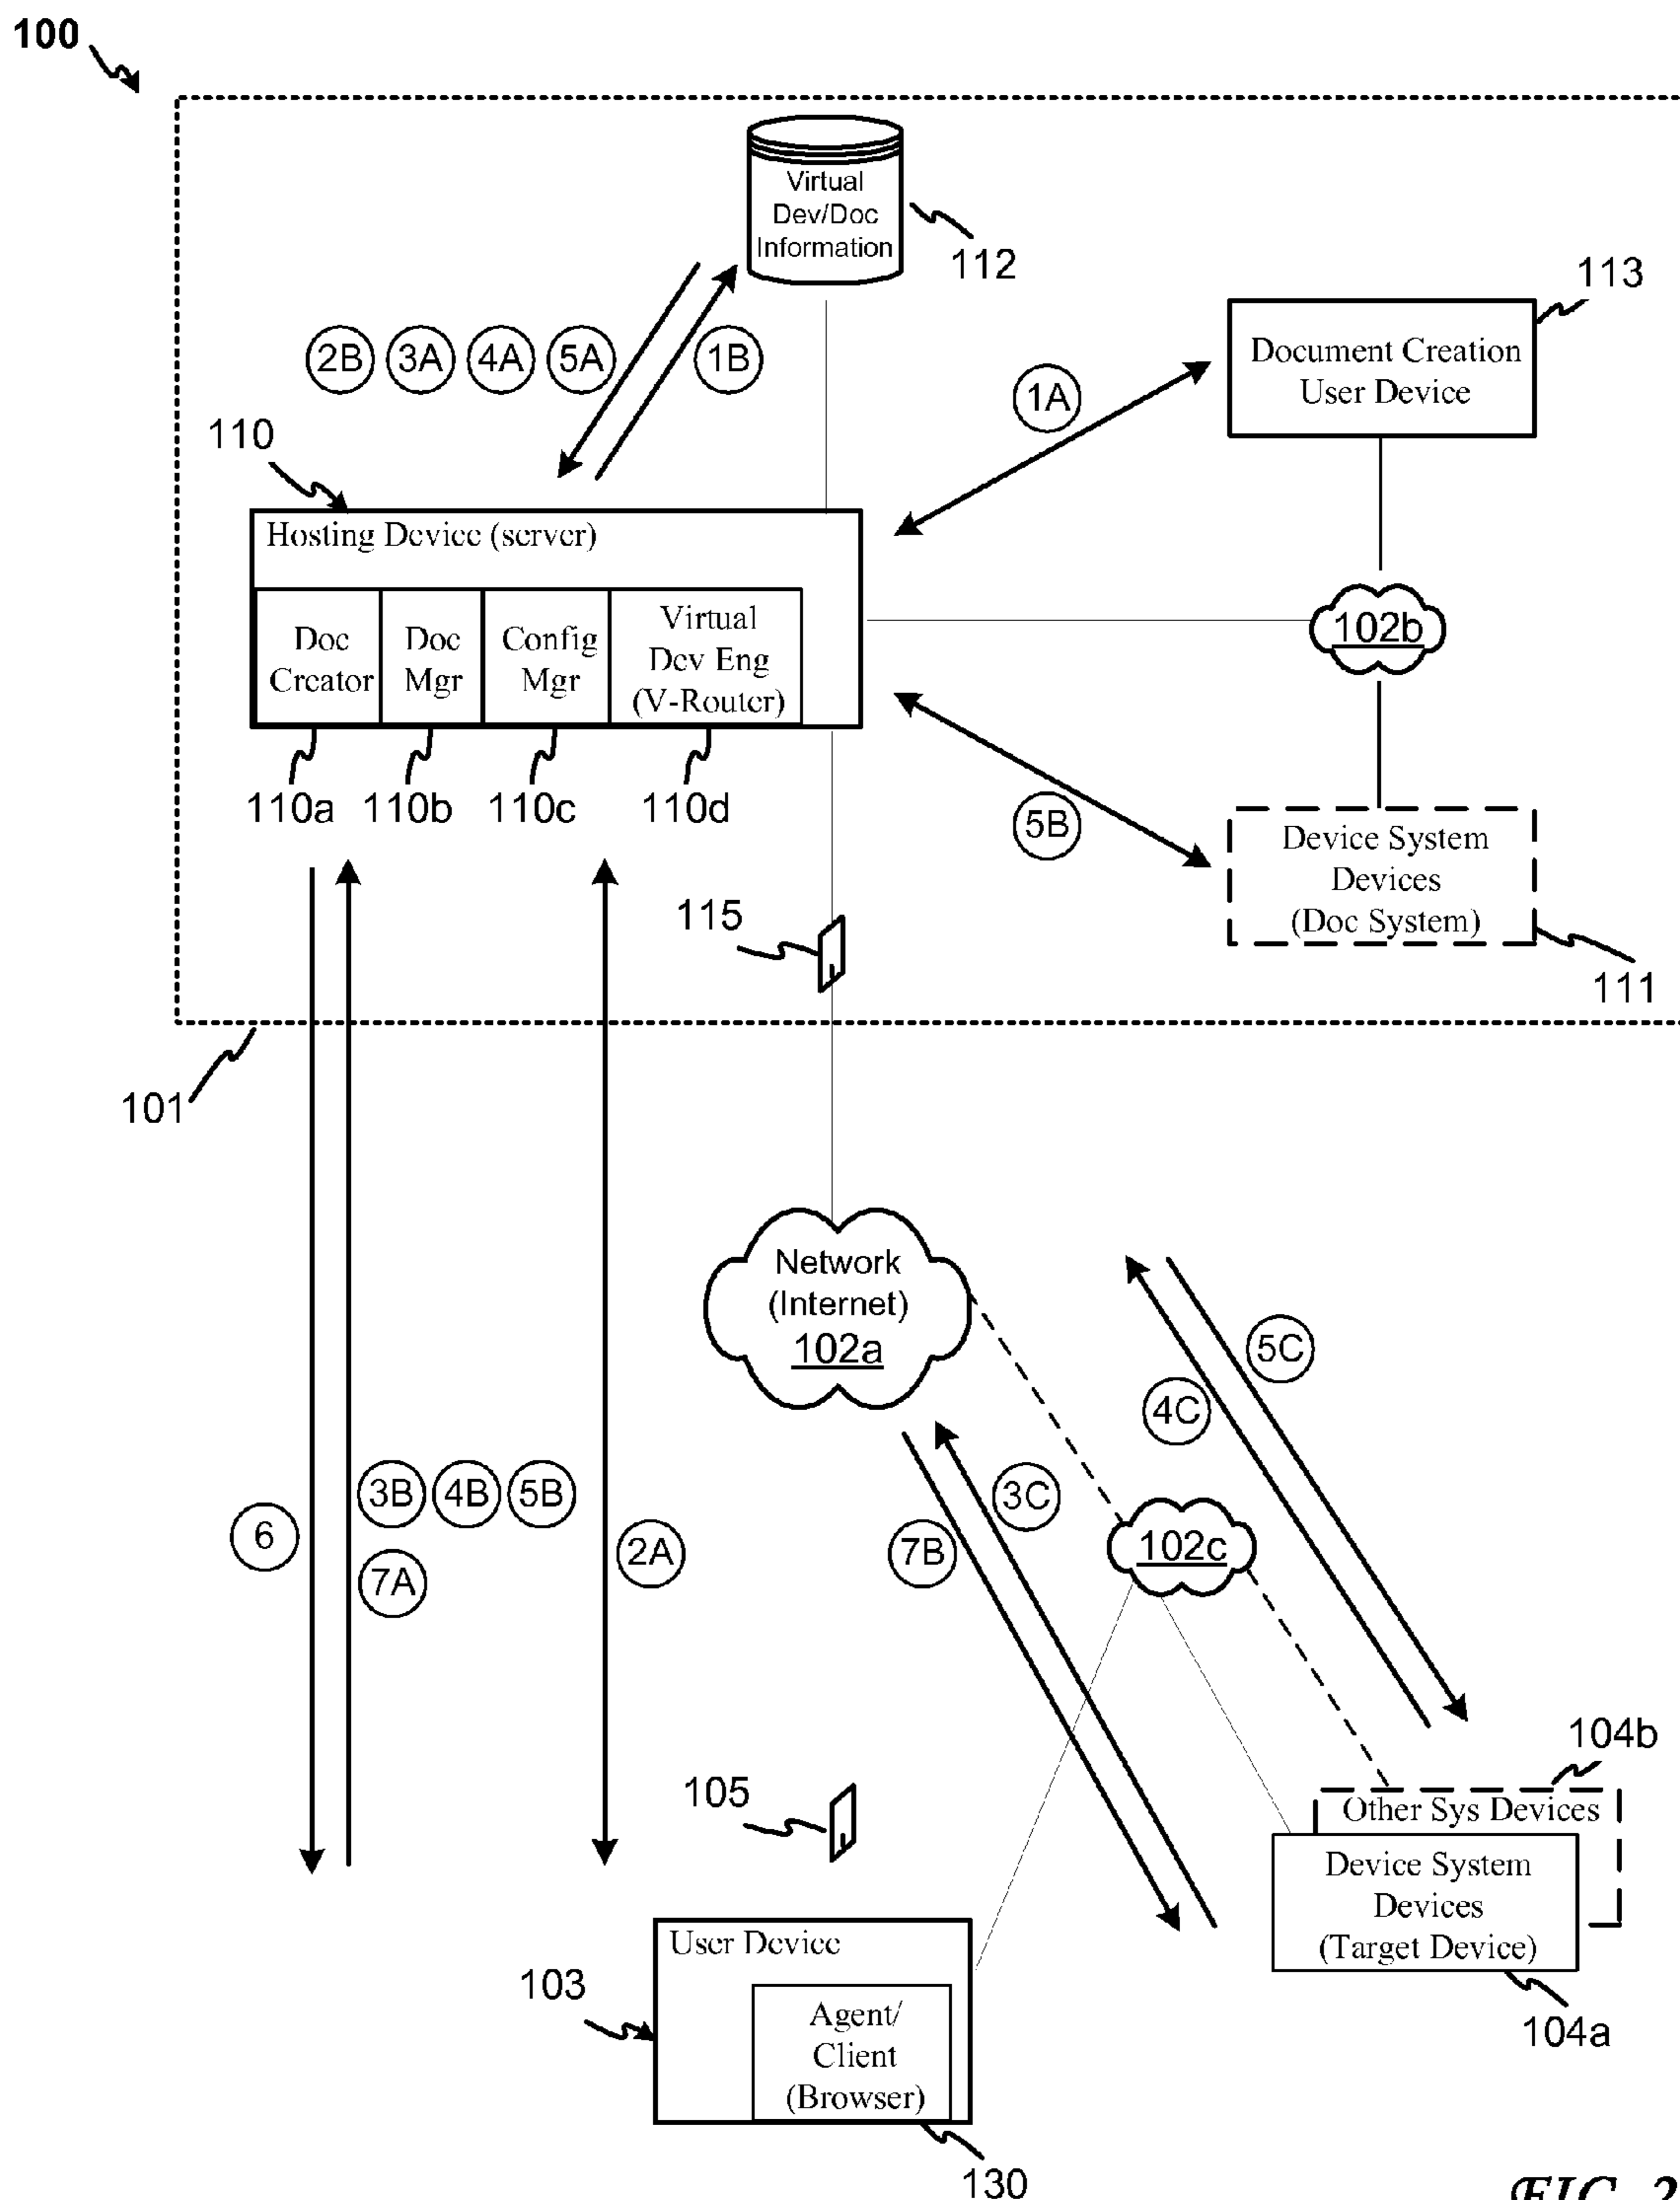 100
Virtual
Dev/Doc
Information
112
113
Document Creation
User Device
2B 3A 4A 5A 1B
1A
110
Hosting Device (server)
Doc
Creator
Doc
Mgr
Config
Mgr
Virtual
Dev Eng
(V-Router)
102b
110a 110b 110c 110d
5B
Device System
Devices
(Doc System)
111
115
101
Network
(Internet)
102a
5C
4C
3B 4B 5B
3C
6
7A
2A
7B
102c
104b
Other Sys Devices
105
Device System
Devices
(Target Device)
104a
User Device
103
Agent/
Client
(Browser)
130
FIG. 2